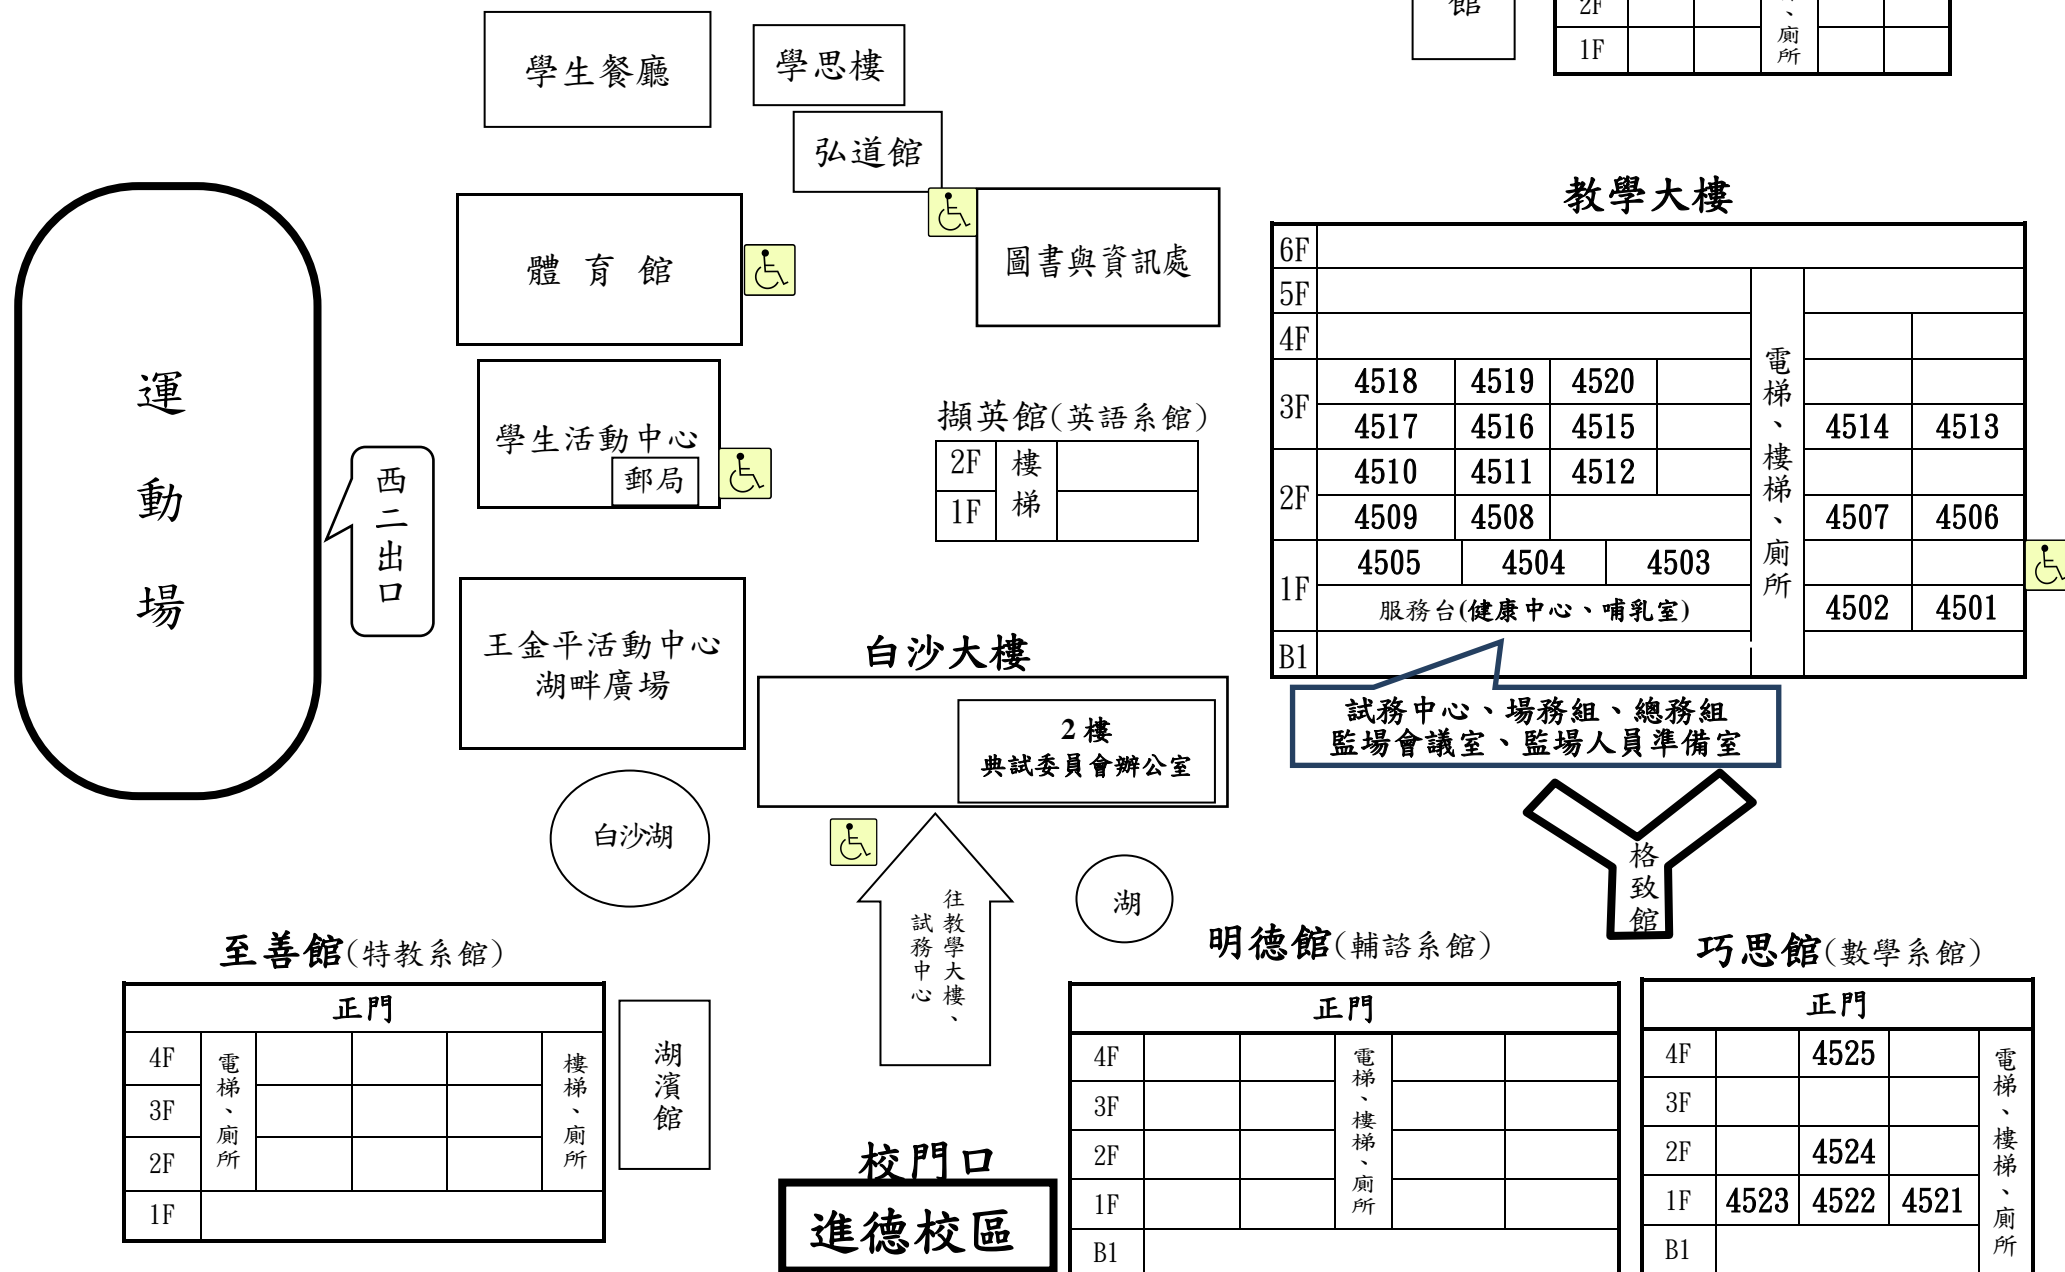 學生餐廳
學思樓
弘道館
館
2F
、廁所
1F
體 育 館
圖書與資訊處
教學大樓
6F
5F
4F
3F 4518 4519 4520
4517 4516 4515 4514 4513
2F 4510 4511 4512
4509 4508 4507 4506
1F 4505 4504 4503
服務台(健康中心、哺乳室) 4502 4501
B1
電梯、樓梯、廁所
試務中心、場務組、總務組
監場會議室、監場人員準備室
運動場
西二出口
學生活動中心
郵局
擷英館(英語系館)
2F
1F
樓梯
王金平活動中心
湖畔廣場
白沙大樓
2樓
典試委員會辦公室
白沙湖
往教學大樓、
試務中心
湖
格致館
至善館(特教系館)
正門
4F
3F
2F
1F
電梯、廁所
樓梯、廁所
湖濱館
校門口
進德校區
明德館(輔諮系館)
正門
4F
3F
2F
1F
B1
電梯、樓梯、廁所
巧思館(數學系館)
正門
4F 4525
3F
2F 4524
1F 4523 4522 4521
B1
電梯、樓梯、廁所